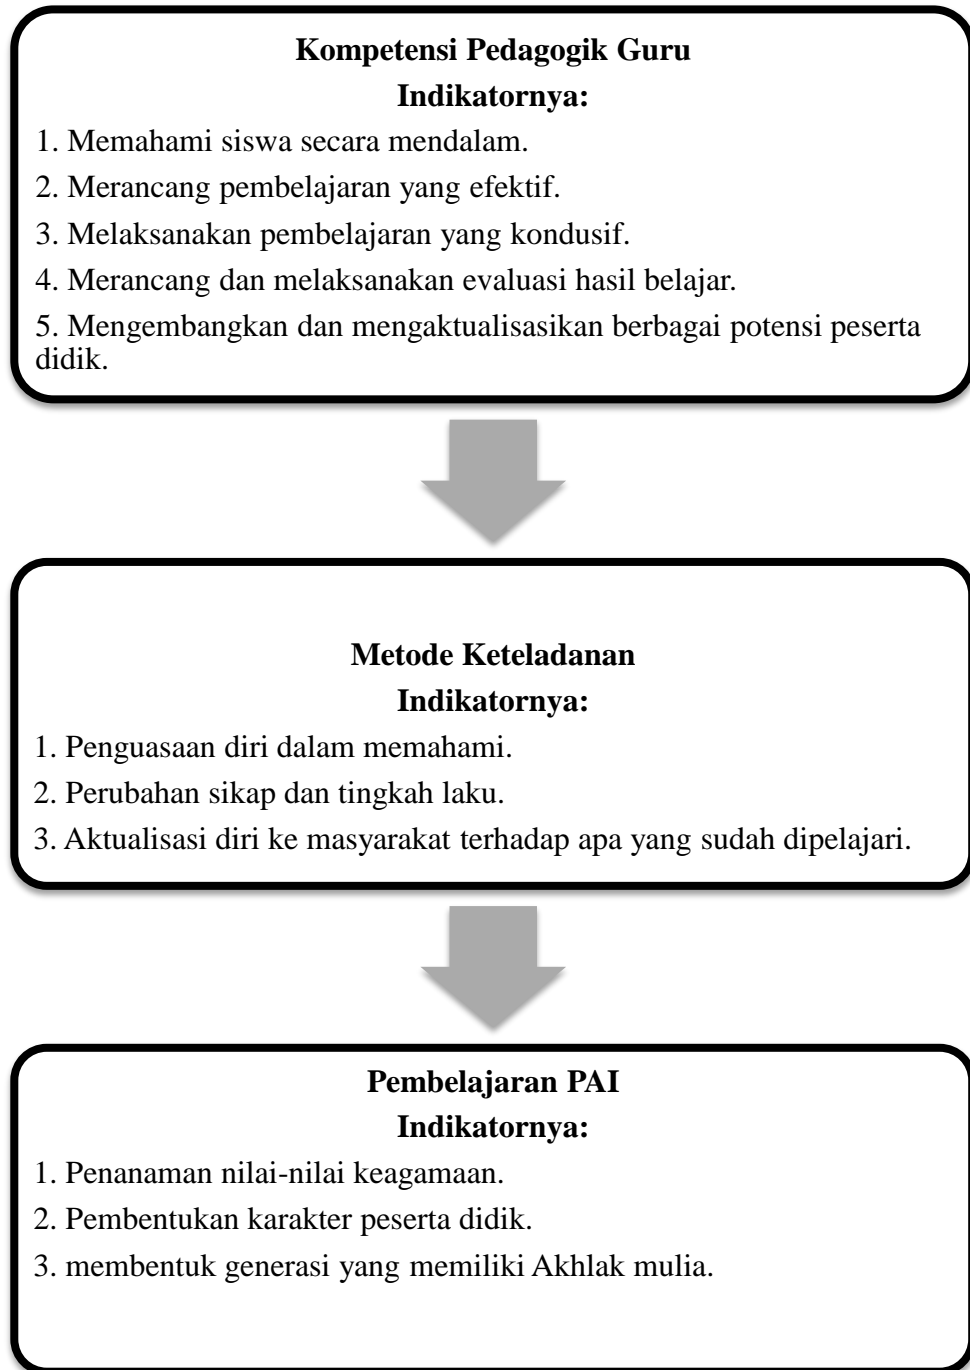 Kompetensi Pedagogik Guru
Indikatornya:
1. Memahami siswa secara mendalam.
2. Merancang pembelajaran yang efektif.
3. Melaksanakan pembelajaran yang kondusif.
4. Merancang dan melaksanakan evaluasi hasil belajar.
5. Mengembangkan dan mengaktualisasikan berbagai potensi peserta
didik.
Metode Keteladanan
Indikatornya:
1. Penguasaan diri dalam memahami.
2. Perubahan sikap dan tingkah laku.
3. Aktualisasi diri ke masyarakat terhadap apa yang sudah dipelajari.
Pembelajaran PAI
Indikatornya:
1. Penanaman nilai-nilai keagamaan.
2. Pembentukan karakter peserta didik.
3. membentuk generasi yang memiliki Akhlak mulia.